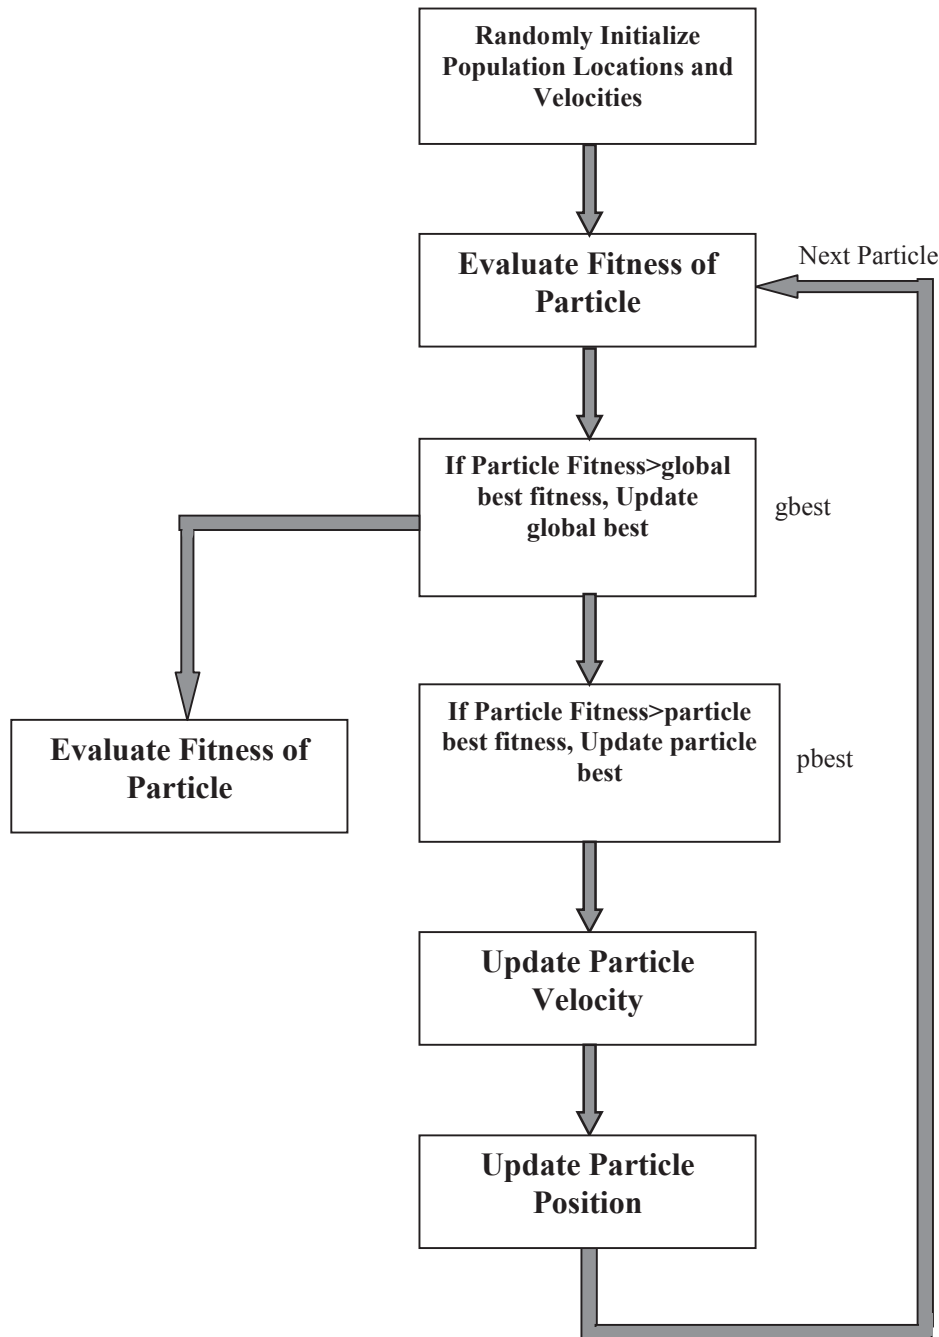 Randomly Initialize
Population Locations and
Velocities
Evaluate Fitness of
Particle
Next Particle
If Particle Fitness>global
best fitness, Update
global best
gbest
If Particle Fitness>particle
best fitness, Update particle
best
pbest
Evaluate Fitness of
Particle
Update Particle
Velocity
Update Particle
Position